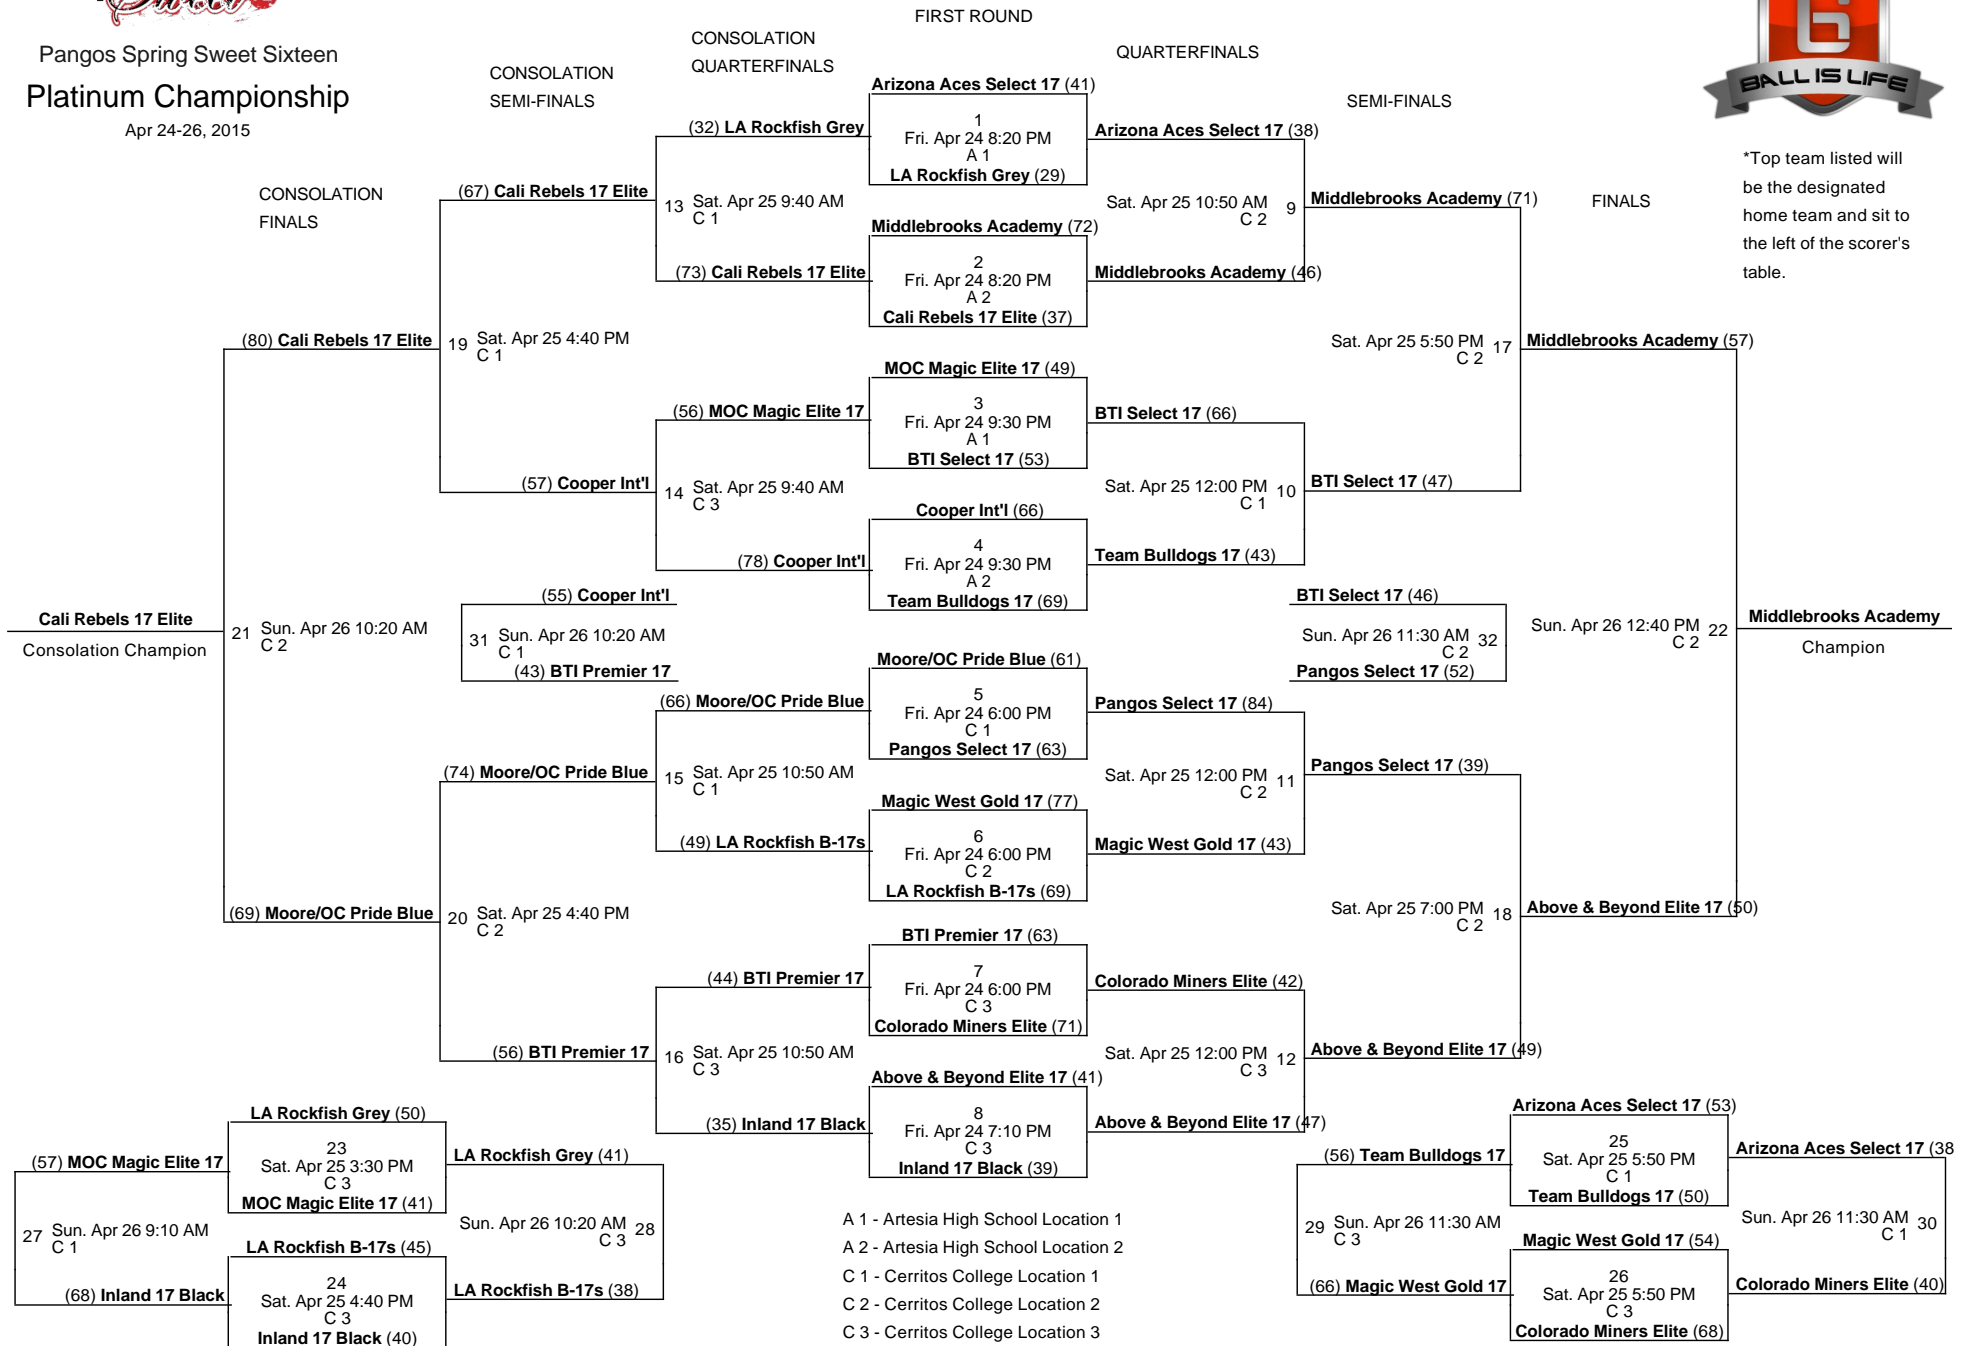 Sweet
Pangos Spring Sweet Sixteen
Platinum Championship
Apr 24-26, 2015
CONSOLATION
FINALS
CONSOLATION
SEMI-FINALS
CONSOLATION
QUARTERFINALS
FIRST ROUND
QUARTERFINALS
SEMI-FINALS
FINALS
BALL IS LIFE
*Top team listed will
be the designated
home team and sit to
the left of the scorer's
table.
Arizona Aces Select 17 (41)
1
Fri. Apr 24 8:20 PM
A 1
LA Rockfish Grey (29)
Middlebrooks Academy (72)
2
Fri. Apr 24 8:20 PM
A 2
Cali Rebels 17 Elite (37)
MOC Magic Elite 17 (49)
3
Fri. Apr 24 9:30 PM
A 1
BTI Select 17 (53)
Cooper Int'l (66)
4
Fri. Apr 24 9:30 PM
A 2
Team Bulldogs 17 (69)
Moore/OC Pride Blue (61)
5
Fri. Apr 24 6:00 PM
C 1
Pangos Select 17 (63)
Magic West Gold 17 (77)
6
Fri. Apr 24 6:00 PM
C 2
LA Rockfish B-17s (69)
BTI Premier 17 (63)
7
Fri. Apr 24 6:00 PM
C 3
Colorado Miners Elite (71)
Above & Beyond Elite 17 (41)
8
Fri. Apr 24 7:10 PM
C 3
Inland 17 Black (39)
(32) LA Rockfish Grey
13 Sat. Apr 25 9:40 AM
C 1
(73) Cali Rebels 17 Elite
(56) MOC Magic Elite 17
14 Sat. Apr 25 9:40 AM
C 3
(78) Cooper Int'l
(66) Moore/OC Pride Blue
15 Sat. Apr 25 10:50 AM
C 1
(49) LA Rockfish B-17s
(44) BTI Premier 17
16 Sat. Apr 25 10:50 AM
C 3
(35) Inland 17 Black
(67) Cali Rebels 17 Elite
19 Sat. Apr 25 4:40 PM
C 1
(57) Cooper Int'l
(74) Moore/OC Pride Blue
20 Sat. Apr 25 4:40 PM
C 2
(56) BTI Premier 17
(80) Cali Rebels 17 Elite
21 Sun. Apr 26 10:20 AM
C 2
(69) Moore/OC Pride Blue
Cali Rebels 17 Elite
Consolation Champion
(55) Cooper Int'l
31 Sun. Apr 26 10:20 AM
C 1
(43) BTI Premier 17
Arizona Aces Select 17 (38)
Sat. Apr 25 10:50 AM 9
C 2
Middlebrooks Academy (46)
BTI Select 17 (66)
Sat. Apr 25 12:00 PM 10
C 1
Team Bulldogs 17 (43)
Pangos Select 17 (84)
Sat. Apr 25 12:00 PM 11
C 2
Magic West Gold 17 (43)
Colorado Miners Elite (42)
Sat. Apr 25 12:00 PM 12
C 3
Above & Beyond Elite 17 (47)
Middlebrooks Academy (71)
Sat. Apr 25 5:50 PM 17
C 2
BTI Select 17 (47)
Pangos Select 17 (39)
Sat. Apr 25 7:00 PM 18
C 2
Above & Beyond Elite 17 (49)
BTI Select 17 (46)
Sun. Apr 26 11:30 AM 32
C 2
Pangos Select 17 (52)
Middlebrooks Academy (57)
Sun. Apr 26 12:40 PM 22
C 2
Above & Beyond Elite 17 (50)
Middlebrooks Academy
Champion
LA Rockfish Grey (50)
23
Sat. Apr 25 3:30 PM
C 3
MOC Magic Elite 17 (41)
LA Rockfish B-17s (45)
24
Sat. Apr 25 4:40 PM
C 3
Inland 17 Black (40)
(57) MOC Magic Elite 17
27 Sun. Apr 26 9:10 AM
C 1
(68) Inland 17 Black
LA Rockfish Grey (41)
Sun. Apr 26 10:20 AM 28
C 3
LA Rockfish B-17s (38)
A 1 - Artesia High School Location 1
A 2 - Artesia High School Location 2
C 1 - Cerritos College Location 1
C 2 - Cerritos College Location 2
C 3 - Cerritos College Location 3
Arizona Aces Select 17 (53)
25
Sat. Apr 25 5:50 PM
C 1
Team Bulldogs 17 (50)
Magic West Gold 17 (54)
26
Sat. Apr 25 5:50 PM
C 3
Colorado Miners Elite (68)
(56) Team Bulldogs 17
29 Sun. Apr 26 11:30 AM
C 3
(66) Magic West Gold 17
Arizona Aces Select 17 (38
Sun. Apr 26 11:30 AM 30
C 1
Colorado Miners Elite (40)